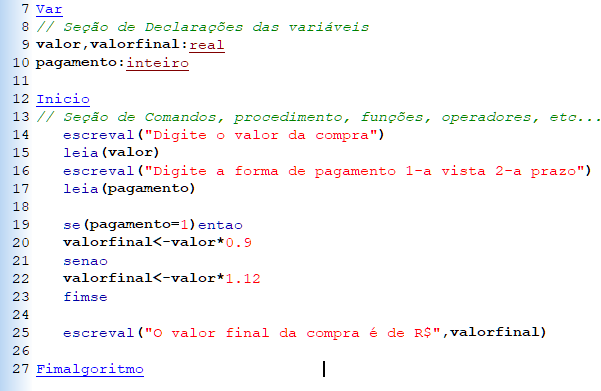 7 Var
8 // Seção de Declarações das variáveis
9 valor,valorfinal:real
10 pagamento:inteiro
11
12 Inicio
13 // Seção de Comandos, procedimento, funções, operadores, etc...
14 escreval("Digite o valor da compra")
15 leia(valor)
16 escreval("Digite a forma de pagamento 1-a vista 2-a prazo")
17 leia(pagamento)
18
19 se(pagamento=1)entao
20 valorfinal<-valor*0.9
21 senao
22 valorfinal<-valor*1.12
23 fimse
24
25 escreval("O valor final da compra é de R$",valorfinal)
26
27 Fimalgoritmo